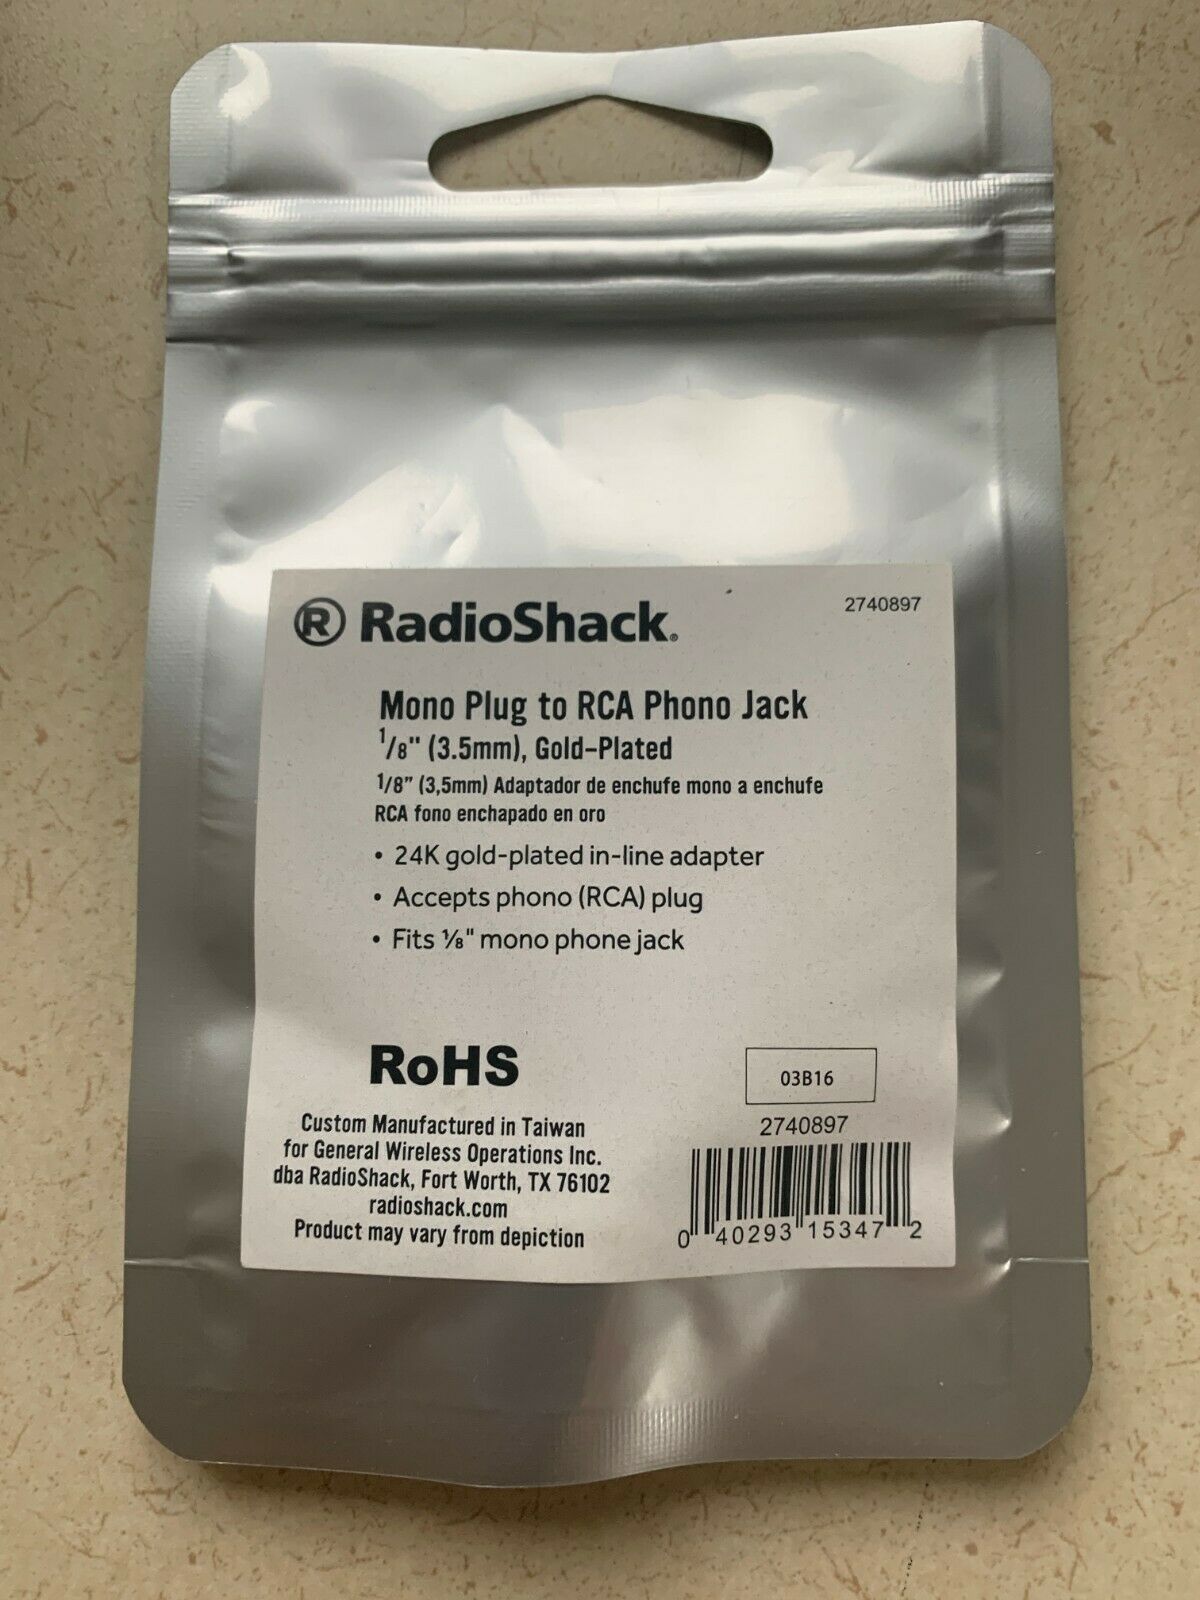 ® RadioShack®
2740897
Mono Plug to RCA Phono Jack
1/8" (3.5mm), Gold-Plated
1/8" (3,5mm) Adaptador de enchufe mono a enchufe
RCA fono enchapado en oro
• 24K gold-plated in-line adapter
• Accepts phono (RCA) plug
• Fits ⅛" mono phone jack
RoHS
Custom Manufactured in Taiwan
for General Wireless Operations Inc.
dba RadioShack, Fort Worth, TX 76102
radioshack.com
Product may vary from depiction
03B16
2740897
0 40293 15347 2